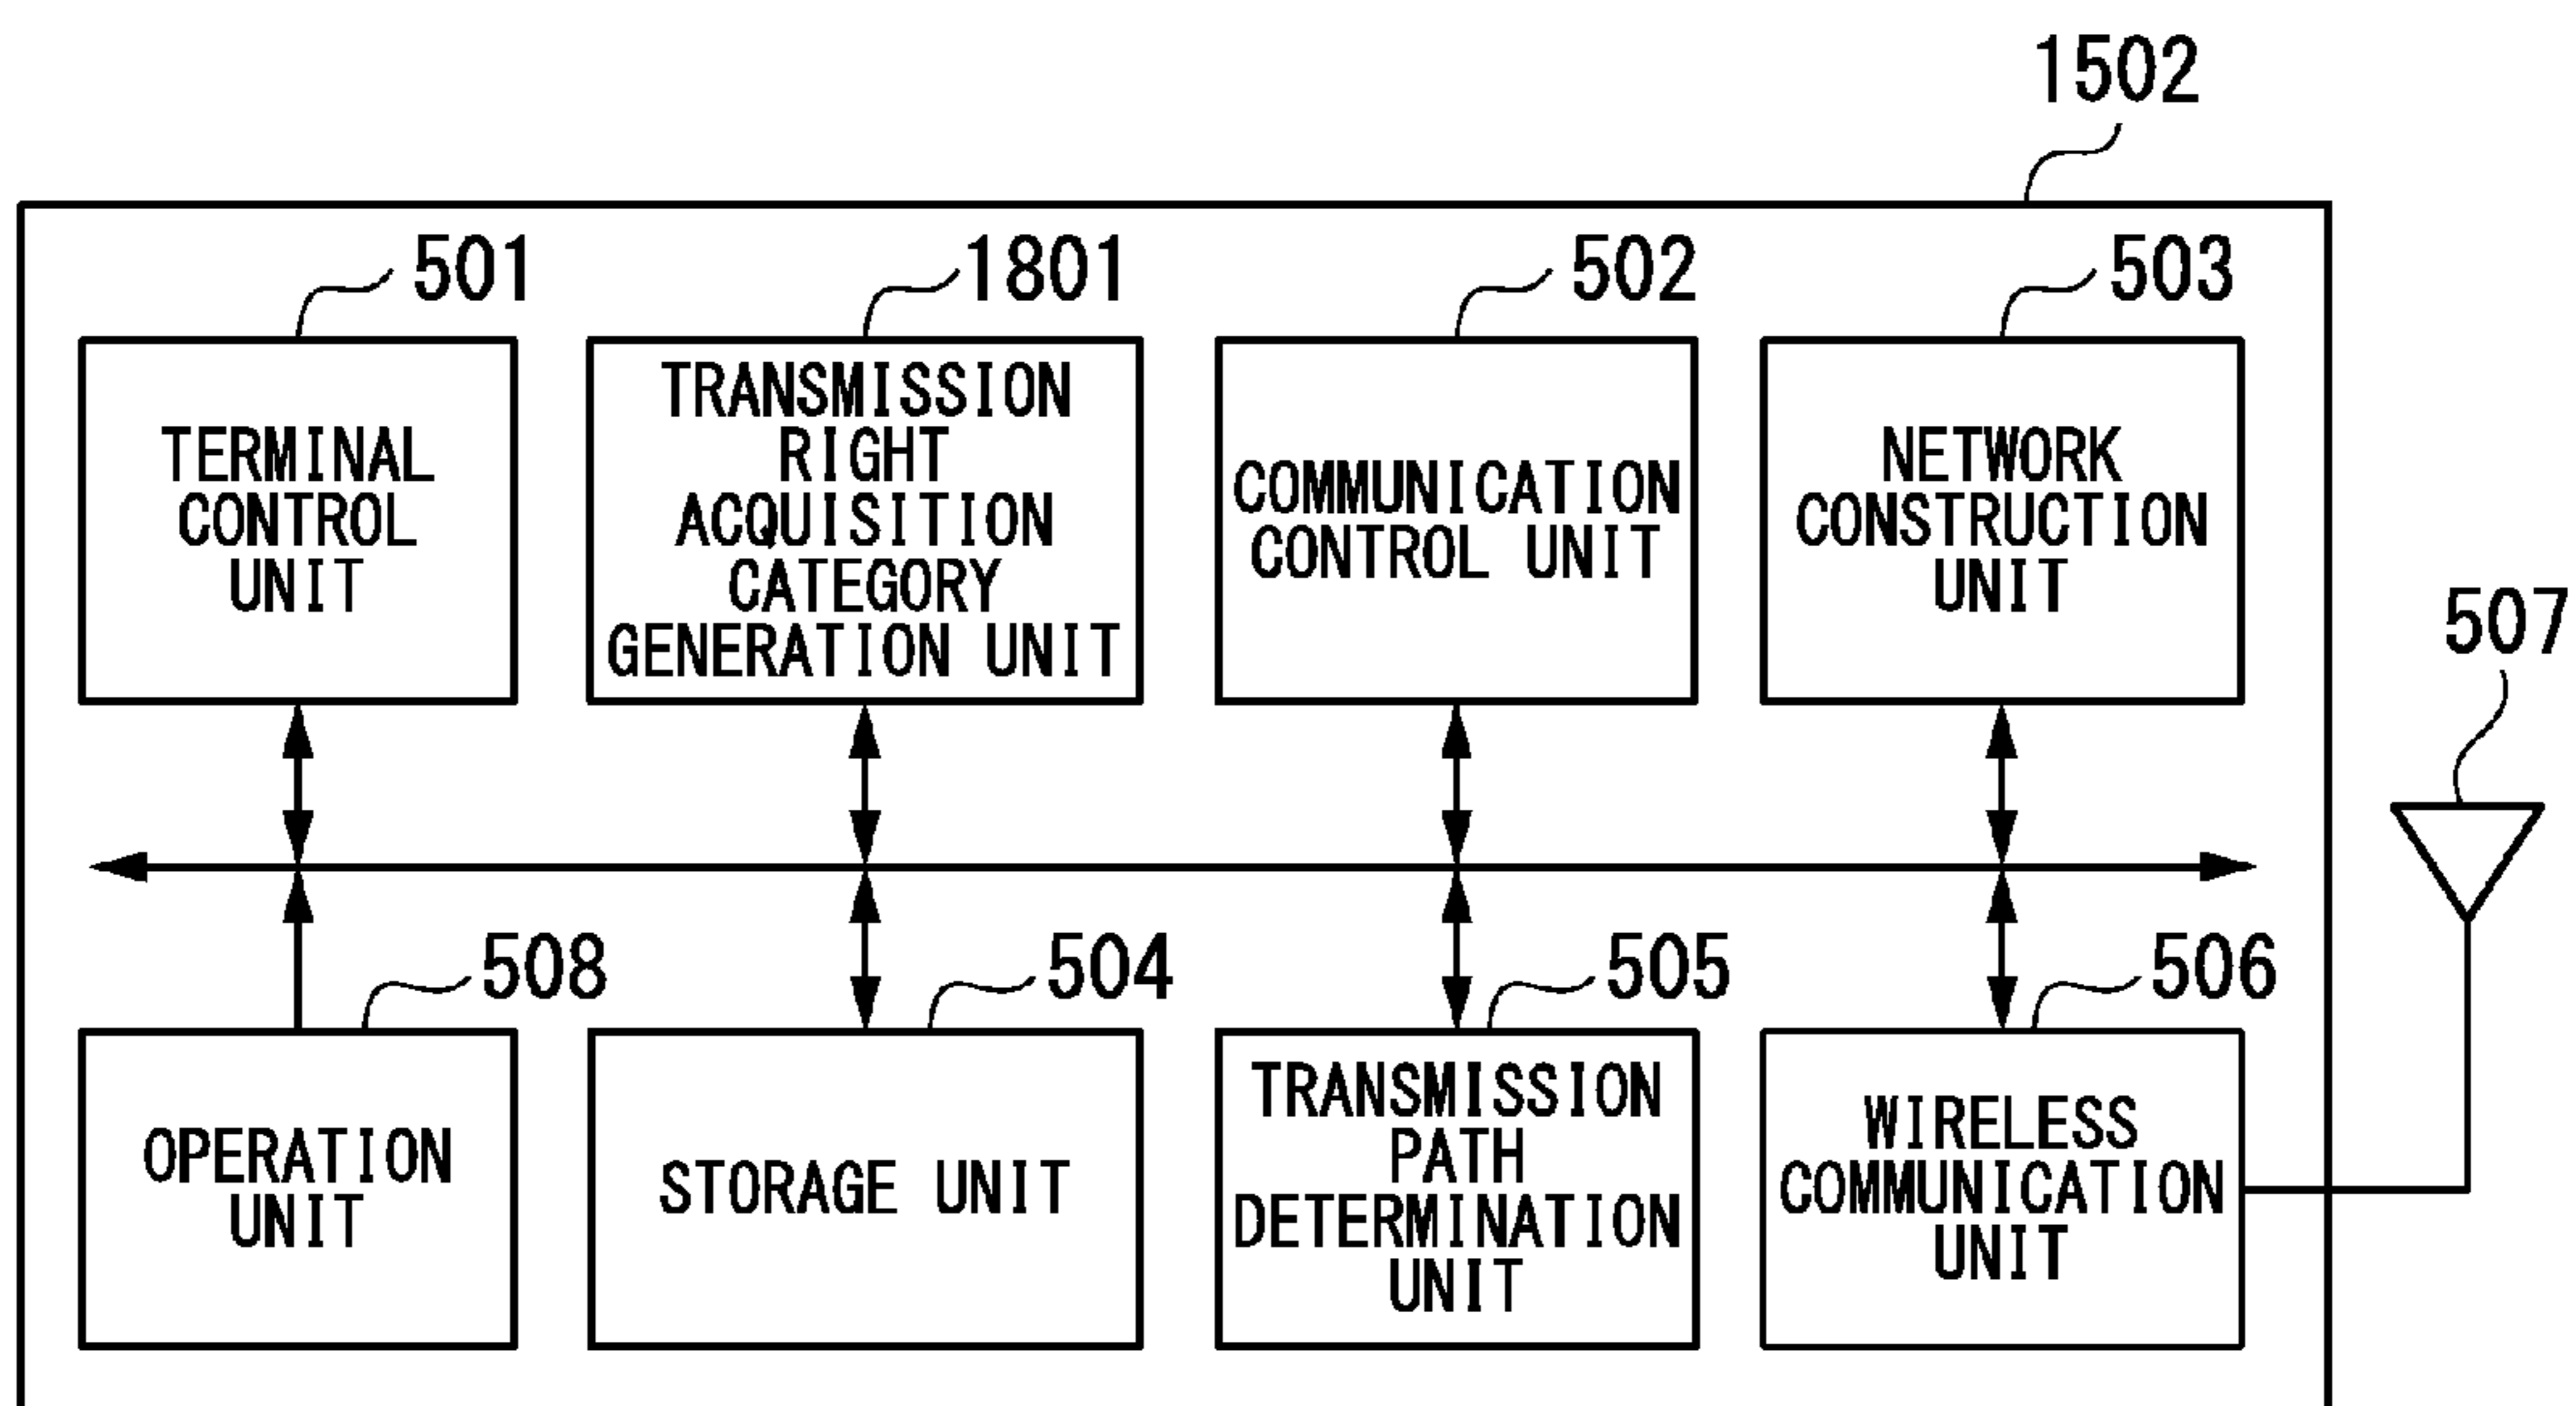 1502
501
1801
502
503
TERMINAL
CONTROL
UNIT
TRANSMISSION
RIGHT
ACQUISITION
CATEGORY
GENERATION UNIT
COMMUNICATION
CONTROL UNIT
NETWORK
CONSTRUCTION
UNIT
507
508
504
505
506
OPERATION
UNIT
STORAGE UNIT
TRANSMISSION
PATH
DETERMINATION
UNIT
WIRELESS
COMMUNICATION
UNIT